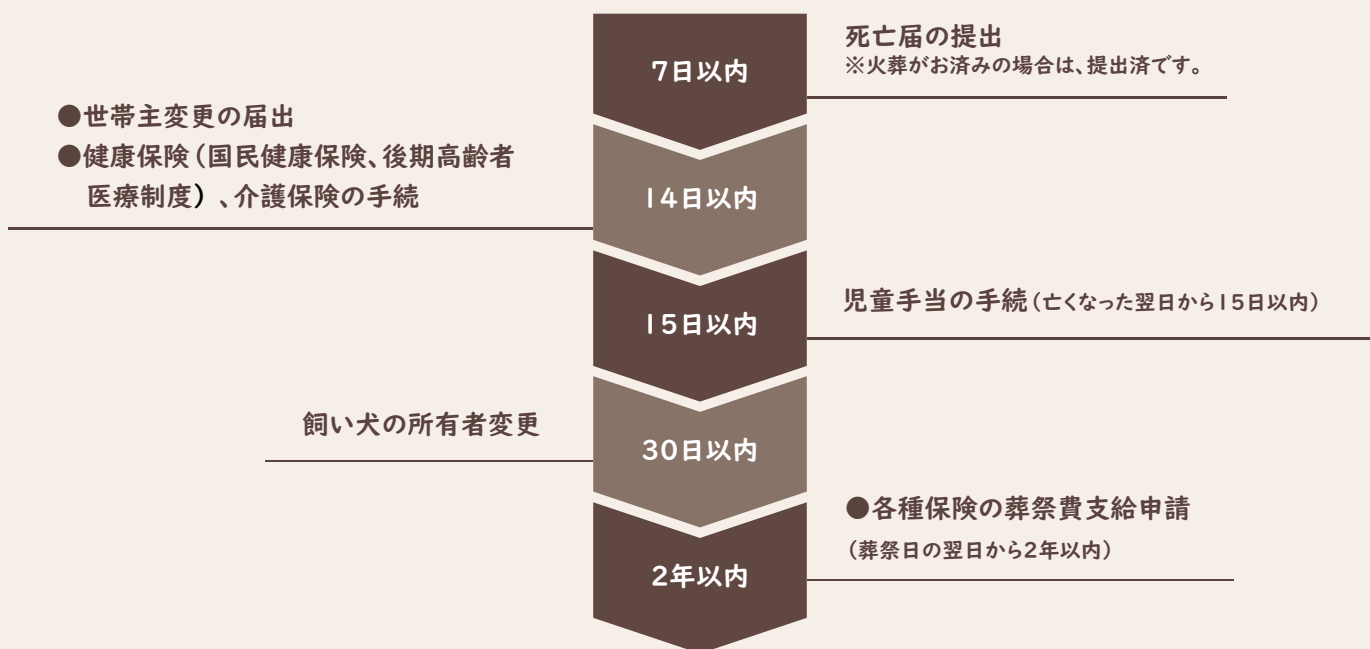 7日以内
死亡届の提出
※火葬がお済みの場合は、提出済です。
●世帯主変更の届出
●健康保険(国民健康保険、後期高齢者
医療制度)、介護保険の手続
14日以内
15日以内
児童手当の手続(亡くなった翌日から15日以内)
飼い犬の所有者変更
30日以内
●各種保険の葬祭費支給申請
(葬祭日の翌日から2年以内)
2年以内